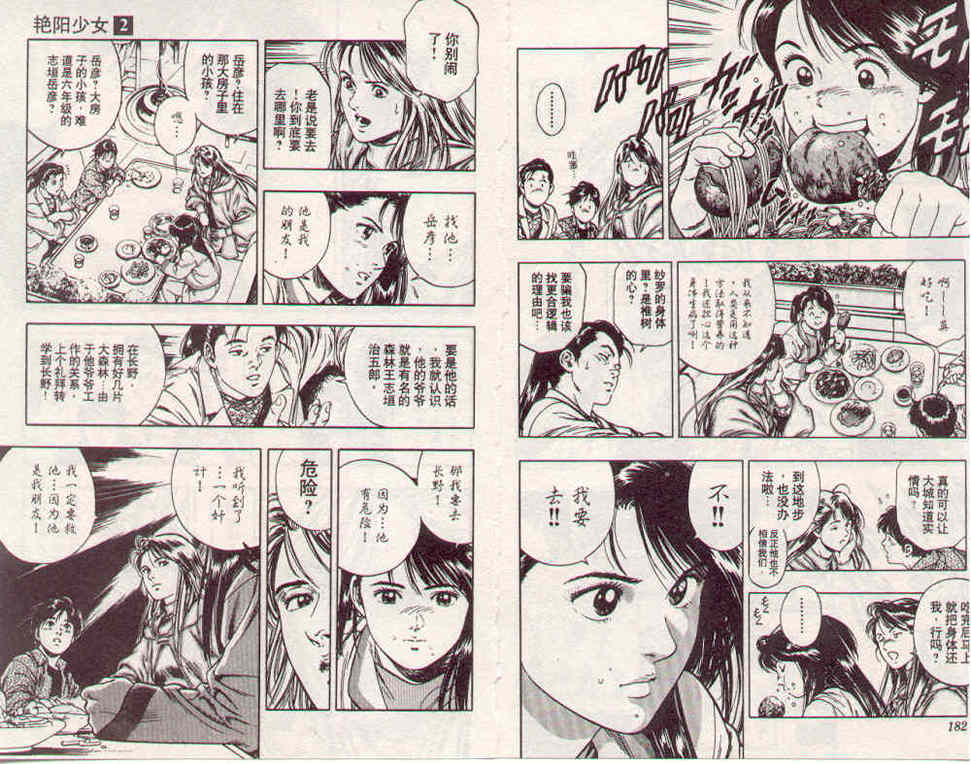 ………
哇塞…
啊！—真
好吃！
我从来不知道
，人类是用这种
方法取得营养的
！我还担心这个
身体生病了啊！
纱罗的身体
里？是椎树
的心？
要骗我也该
找更合逻辑
的理由吧…
真的可以让
大城知道实
情吗？
到这地步
，也没办
法啦…
反正他也不
相信我们，
吃完后马上
就把身体还
我，行吗？
………
不!!
我要
去!!
182
艳阳少女 2
你别闹
了！
老是说要去
！你到底要
去哪里啊？
岳彦？住在
那大房子里
的小孩？
嗯…
岳彦？大房
子的小孩，难
道是六年级的
志垣岳彦？
找他…
岳彦…
他是我
的朋友！
要是他的话
，我就认识
，他的爷爷
就是有名的
森林王志垣
治五郎，
在长野，
拥有好几片
大森林…由
于他爷爷工
作的关系，
上个礼拜转
学到长野！
那我要去
长野！
因为…他
有危险！
危险？
我听到了
…一个奸
计！
我一定要救
他…因为他
是我朋友！